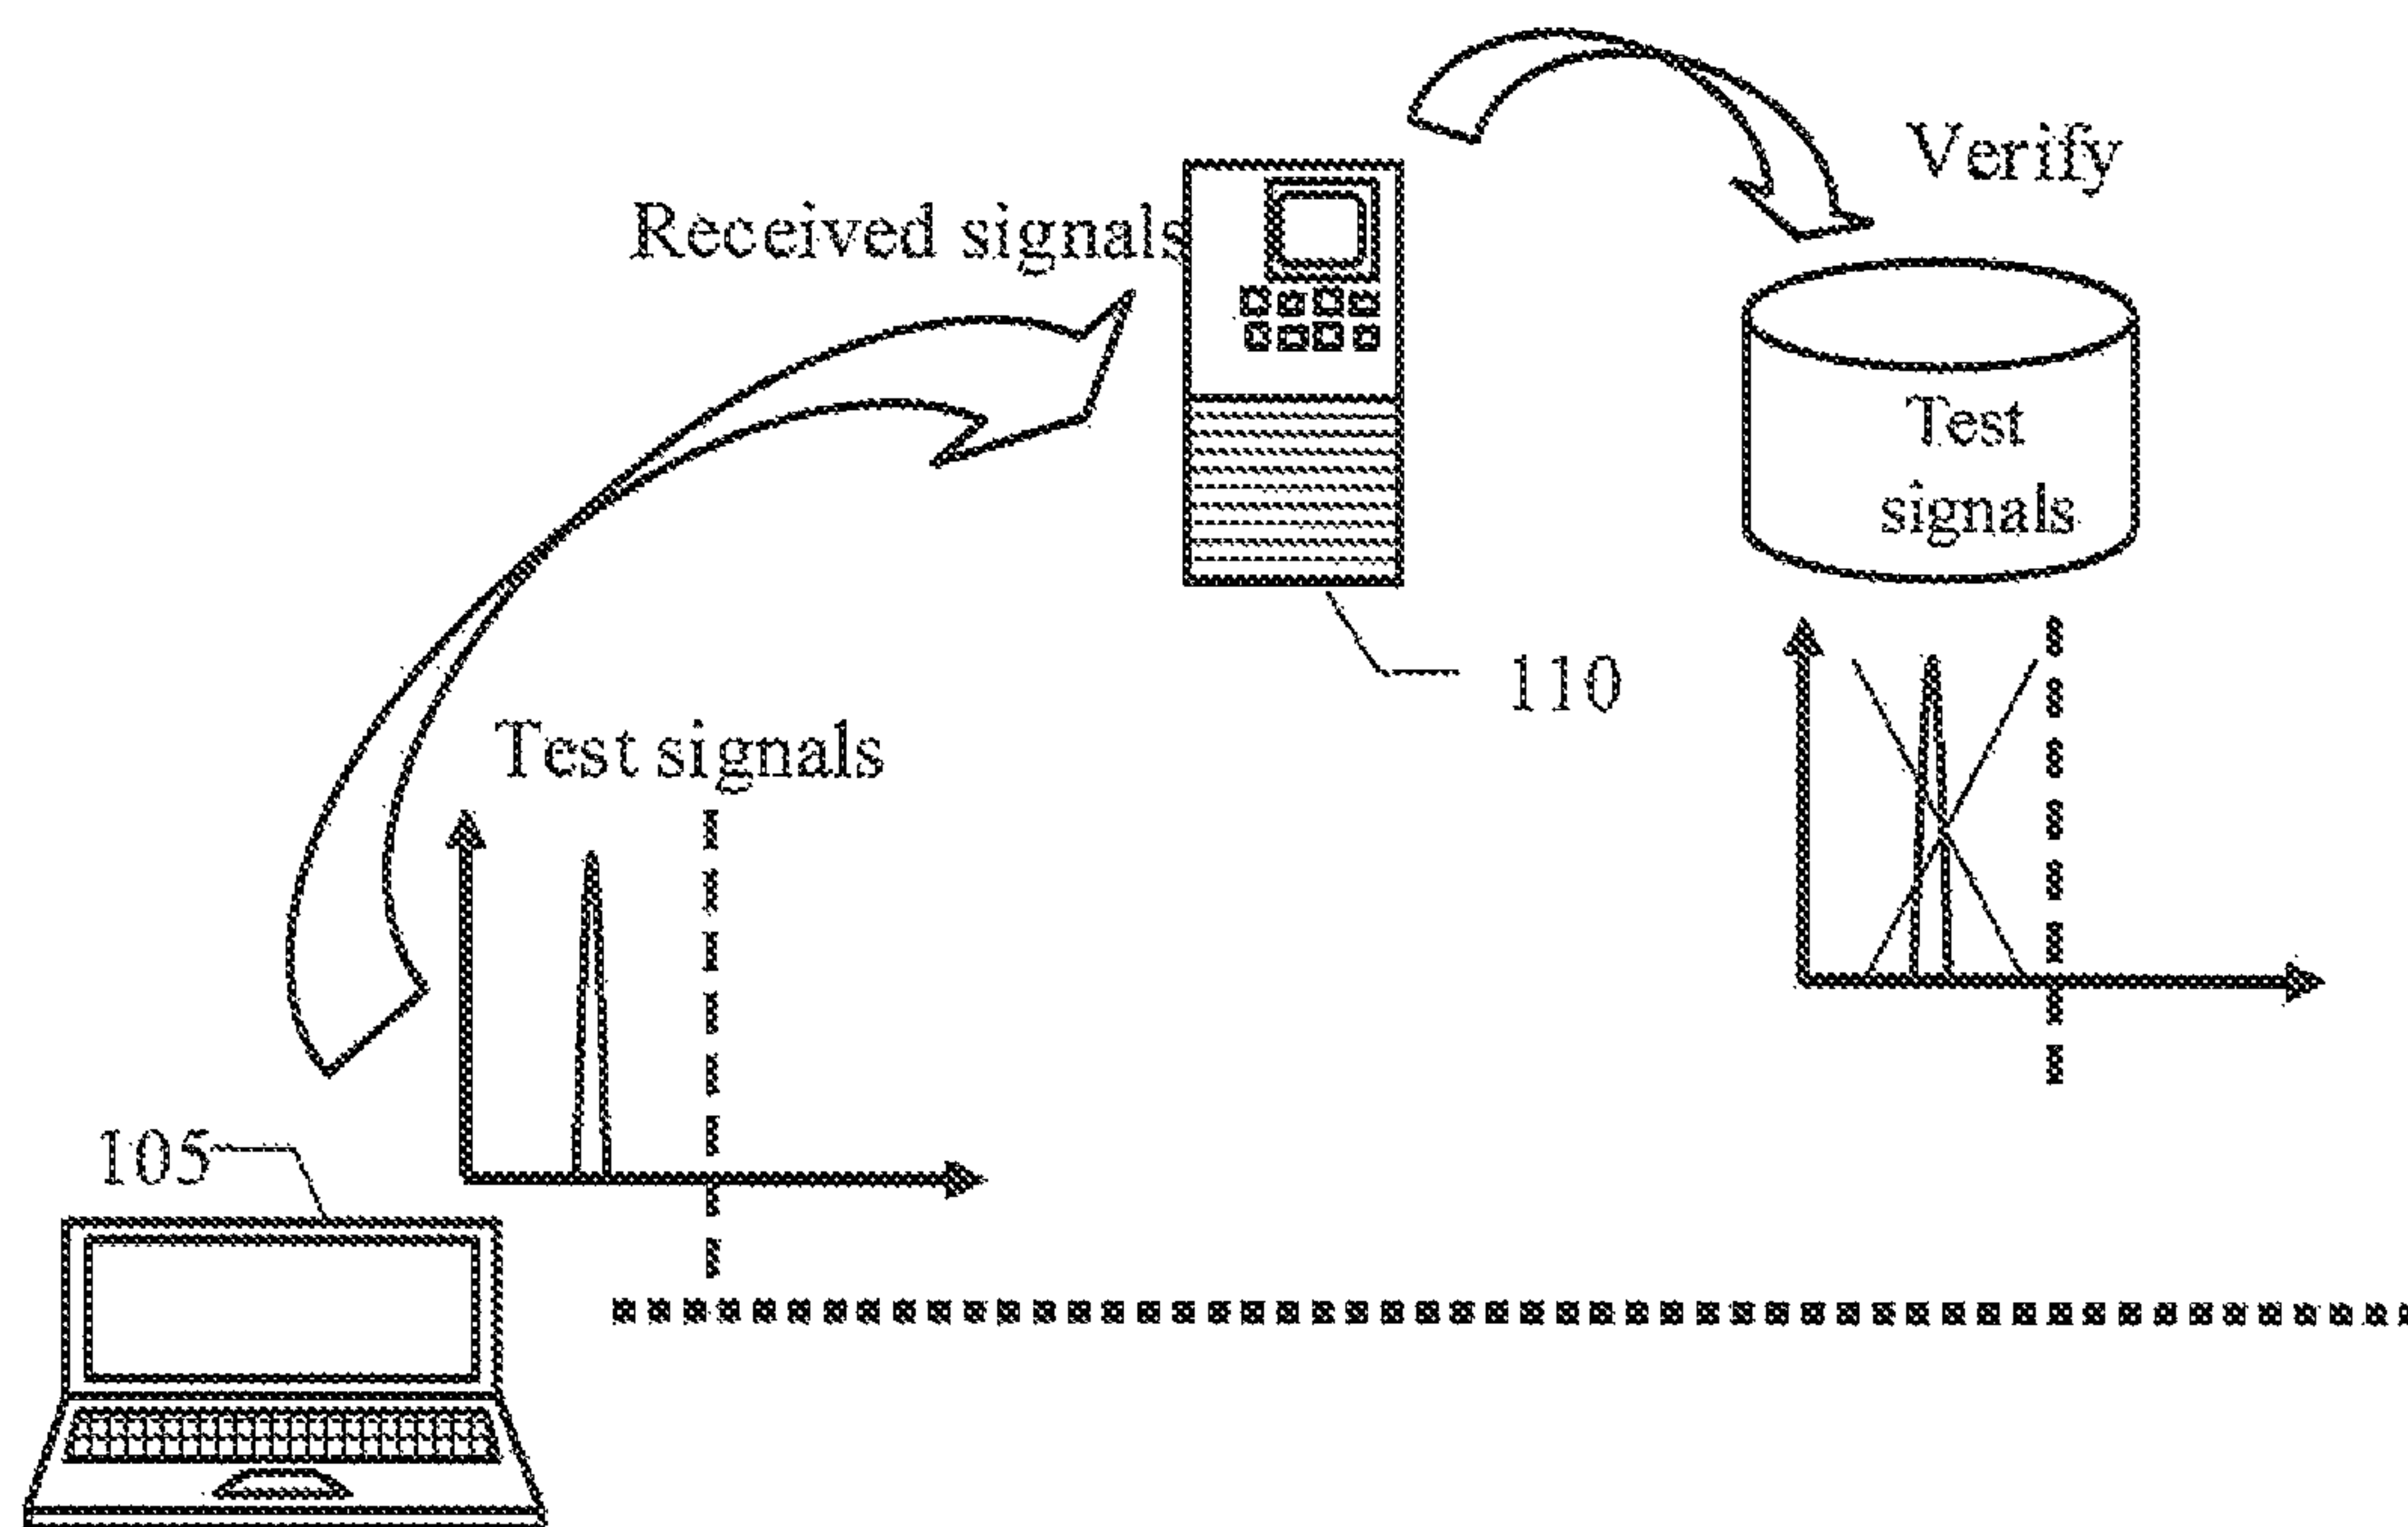 Verify
Received signals
Test
signals
110
Test signals
105